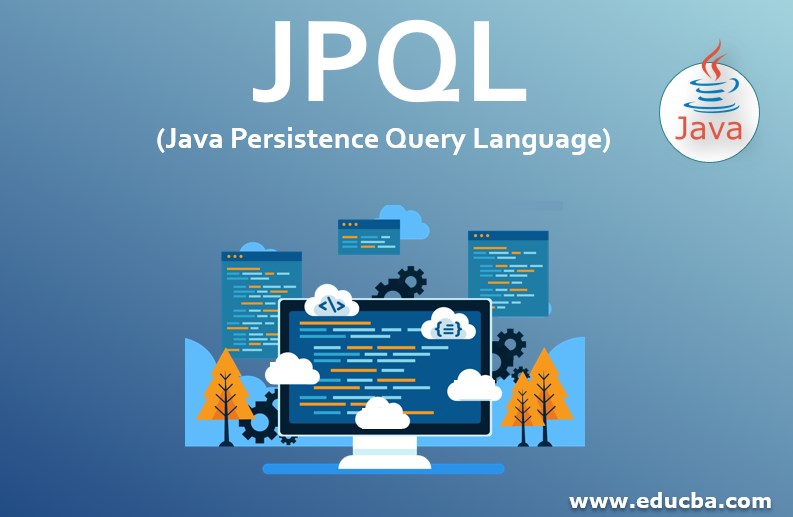 JPQL
(Java Persistence Query Language)
Java
</>
{=}
www.educba.com